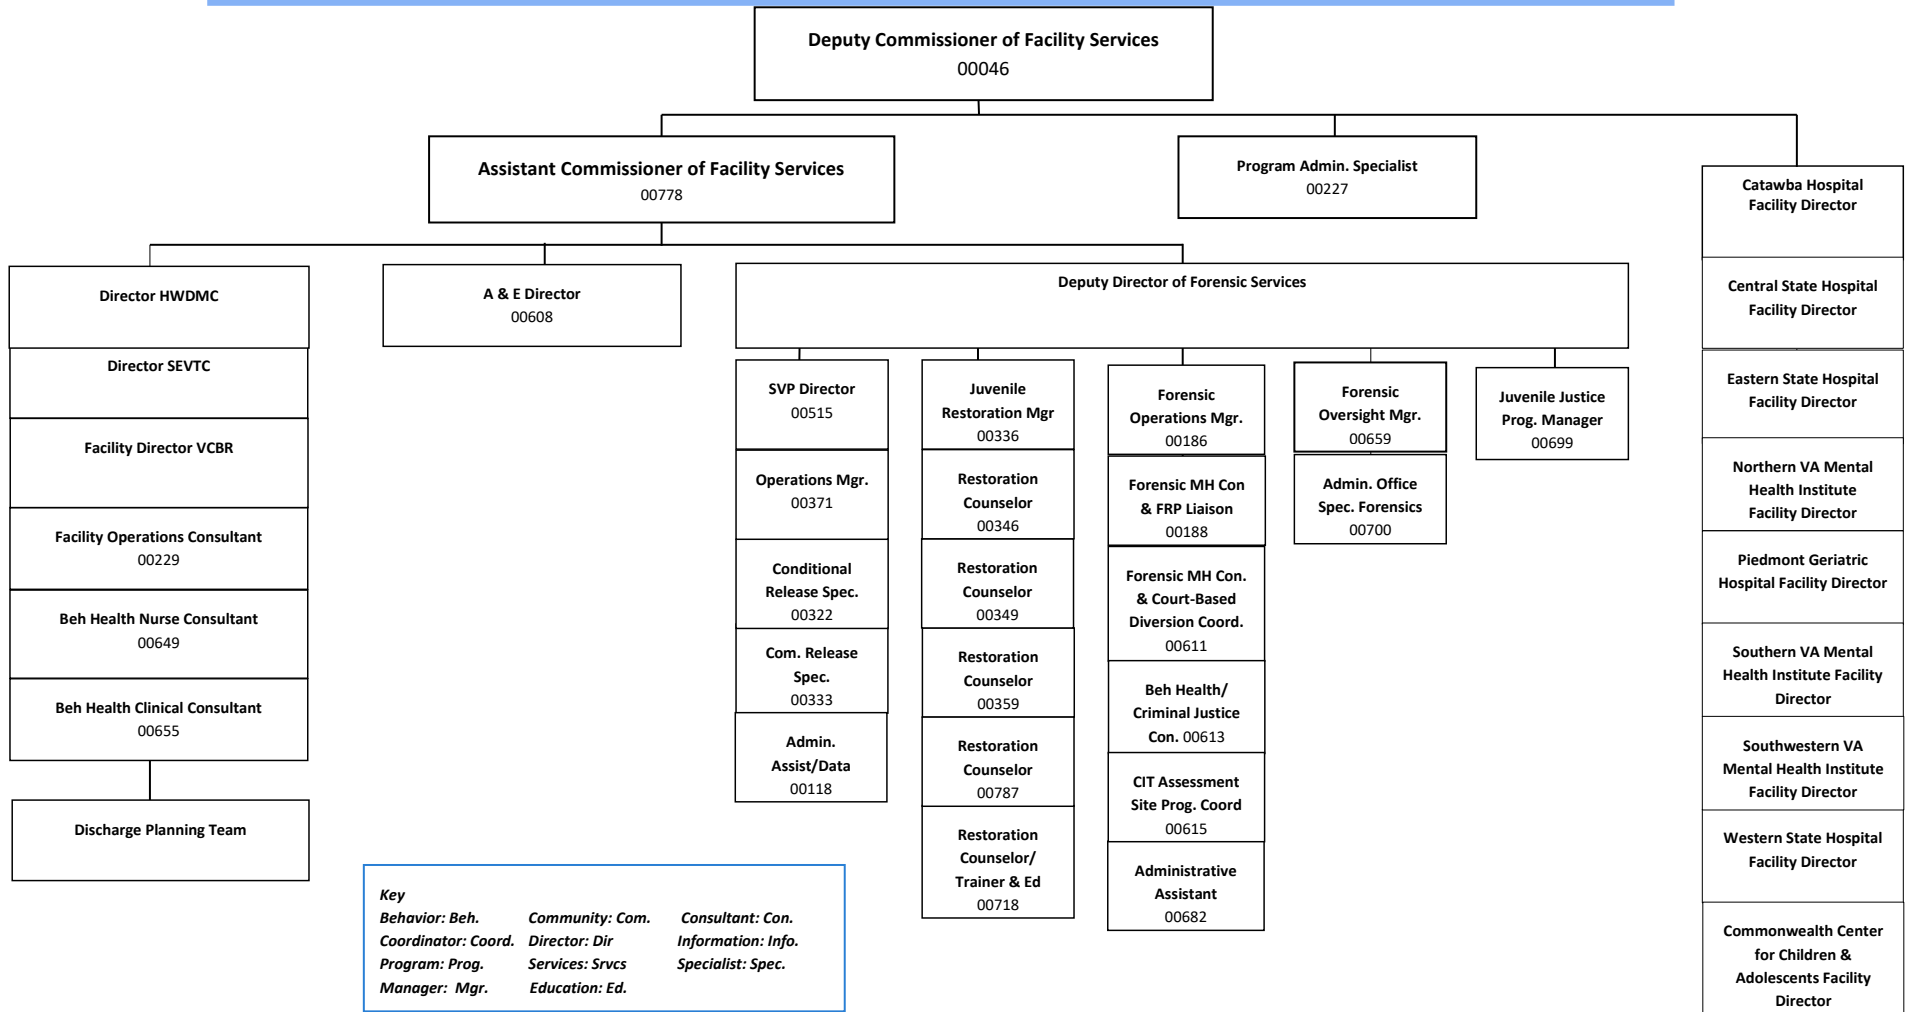 Deputy Commissioner of Facility Services
00046
Assistant Commissioner of Facility Services
00778
Program Admin. Specialist
00227
Catawba Hospital
Facility Director
Central State Hospital
Facility Director
Eastern State Hospital
Facility Director
Northern VA Mental
Health Institute
Facility Director
Piedmont Geriatric
Hospital Facility Director
Southern VA Mental
Health Institute Facility
Director
Southwestern VA
Mental Health Institute
Facility Director
Western State Hospital
Facility Director
Commonwealth Center
for Children &
Adolescents Facility
Director
Director HWDMC
Director SEVTC
Facility Director VCBR
Facility Operations Consultant
00229
Beh Health Nurse Consultant
00649
Beh Health Clinical Consultant
00655
Discharge Planning Team
A & E Director
00608
Deputy Director of Forensic Services
SVP Director
00515
Operations Mgr.
00371
Conditional
Release Spec.
00322
Com. Release
Spec.
00333
Admin.
Assist/Data
00118
Juvenile
Restoration Mgr
00336
Restoration
Counselor
00346
Restoration
Counselor
00349
Restoration
Counselor
00359
Restoration
Counselor
00787
Restoration
Counselor/
Trainer & Ed
00718
Forensic
Operations Mgr.
00186
Forensic MH Con
& FRP Liaison
00188
Forensic MH Con.
& Court-Based
Diversion Coord.
00611
Beh Health/
Criminal Justice
Con. 00613
CIT Assessment
Site Prog. Coord
00615
Administrative
Assistant
00682
Forensic
Oversight Mgr.
00659
Admin. Office
Spec. Forensics
00700
Juvenile Justice
Prog. Manager
00699
Key
Behavior: Beh. Community: Com. Consultant: Con.
Coordinator: Coord. Director: Dir Information: Info.
Program: Prog. Services: Srvcs Specialist: Spec.
Manager: Mgr. Education: Ed.